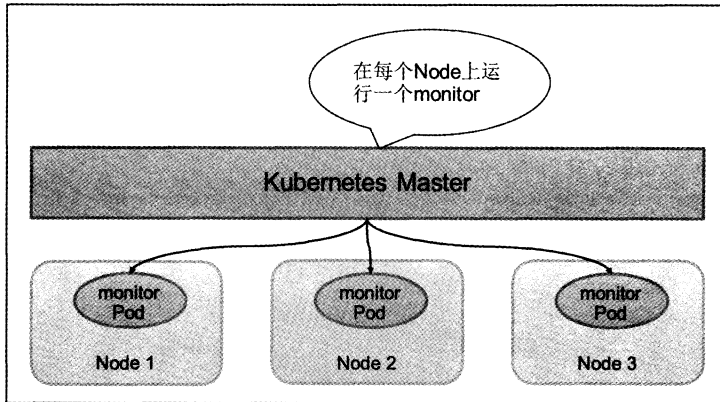 在每个Node上运
行一个monitor
Kubernetes Master
monitor
Pod
monitor
Pod
monitor
Pod
Node 1
Node 2
Node 3